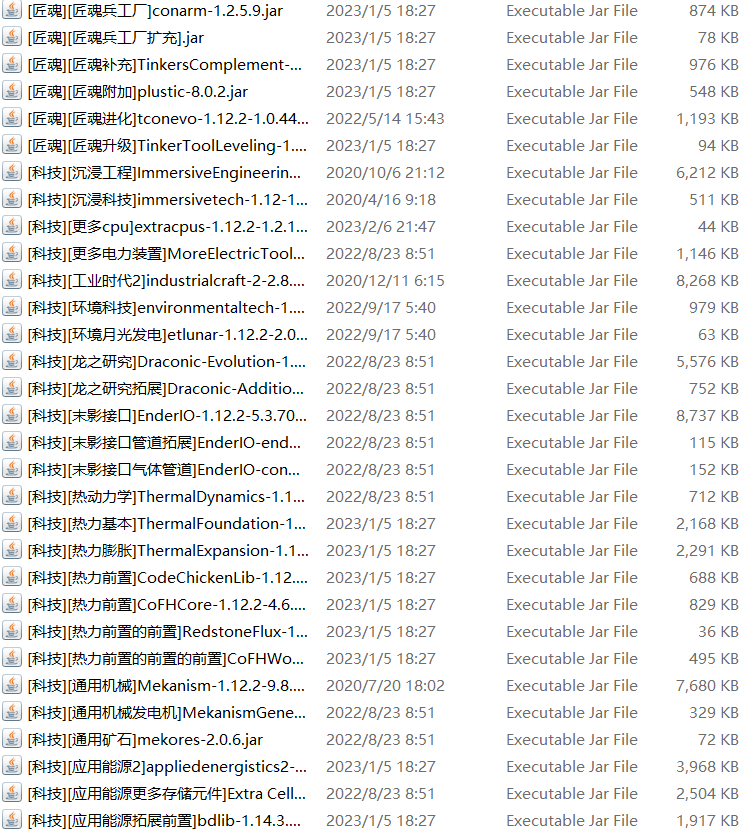 [匠魂][匠魂兵工厂]conarm-1.2.5.9.jar 2023/1/5 18:27 Executable Jar File 874 KB
[匠魂][匠魂兵工厂扩充].jar 2023/1/5 18:27 Executable Jar File 78 KB
[匠魂][匠魂补充]TinkersComplement-... 2023/1/5 18:27 Executable Jar File 976 KB
[匠魂][匠魂附加]plustic-8.0.2.jar 2023/1/5 18:27 Executable Jar File 548 KB
[匠魂][匠魂进化]tconevo-1.12.2-1.0.44... 2022/5/14 15:43 Executable Jar File 1,193 KB
[匠魂][匠魂升级]TinkerToolLeveling-1.... 2023/1/5 18:27 Executable Jar File 94 KB
[科技][沉浸工程]ImmersiveEngineerin... 2020/10/6 21:12 Executable Jar File 6,212 KB
[科技][沉浸科技]immersivetech-1.12-1... 2020/4/16 9:18 Executable Jar File 511 KB
[科技][更多cpu]extracpus-1.12.2-1.2.1... 2023/2/6 21:47 Executable Jar File 44 KB
[科技][更多电力装置]MoreElectricTool... 2022/8/23 8:51 Executable Jar File 1,146 KB
[科技][工业时代2]industrialcraft-2-2.8.... 2020/12/11 6:15 Executable Jar File 8,268 KB
[科技][环境科技]environmentaltech-1.... 2022/9/17 5:40 Executable Jar File 979 KB
[科技][环境月光发电]etlunar-1.12.2-2.0... 2022/9/17 5:40 Executable Jar File 63 KB
[科技][龙之研究]Draconic-Evolution-1.... 2022/8/23 8:51 Executable Jar File 5,576 KB
[科技][龙之研究拓展]Draconic-Additio... 2022/8/23 8:51 Executable Jar File 752 KB
[科技][末影接口]EnderIO-1.12.2-5.3.70... 2022/8/23 8:51 Executable Jar File 8,737 KB
[科技][末影接口管道拓展]EnderIO-end... 2022/8/23 8:51 Executable Jar File 115 KB
[科技][末影接口气体管道]EnderIO-con... 2022/8/23 8:51 Executable Jar File 152 KB
[科技][热动力学]ThermalDynamics-1.1... 2022/8/23 8:51 Executable Jar File 712 KB
[科技][热力基本]ThermalFoundation-1... 2023/1/5 18:27 Executable Jar File 2,168 KB
[科技][热力膨胀]ThermalExpansion-1.1... 2023/1/5 18:27 Executable Jar File 2,291 KB
[科技][热力前置]CodeChickenLib-1.12.... 2023/1/5 18:27 Executable Jar File 688 KB
[科技][热力前置]CoFHCore-1.12.2-4.6.... 2023/1/5 18:27 Executable Jar File 829 KB
[科技][热力前置的前置]RedstoneFlux-1... 2023/1/5 18:27 Executable Jar File 36 KB
[科技][热力前置的前置的前置]CoFHWo... 2023/1/5 18:27 Executable Jar File 495 KB
[科技][通用机械]Mekanism-1.12.2-9.8.... 2020/7/20 18:02 Executable Jar File 7,680 KB
[科技][通用机械发电机]MekanismGene... 2022/8/23 8:51 Executable Jar File 329 KB
[科技][通用矿石]mekores-2.0.6.jar 2022/8/23 8:51 Executable Jar File 72 KB
[科技][应用能源2]appliedenergistics2-... 2023/1/5 18:27 Executable Jar File 3,968 KB
[科技][应用能源更多存储元件]Extra Cell... 2022/8/23 8:51 Executable Jar File 2,504 KB
[科技][应用能源拓展前置]bdlib-1.14.3.... 2023/1/5 18:27 Executable Jar File 1,917 KB